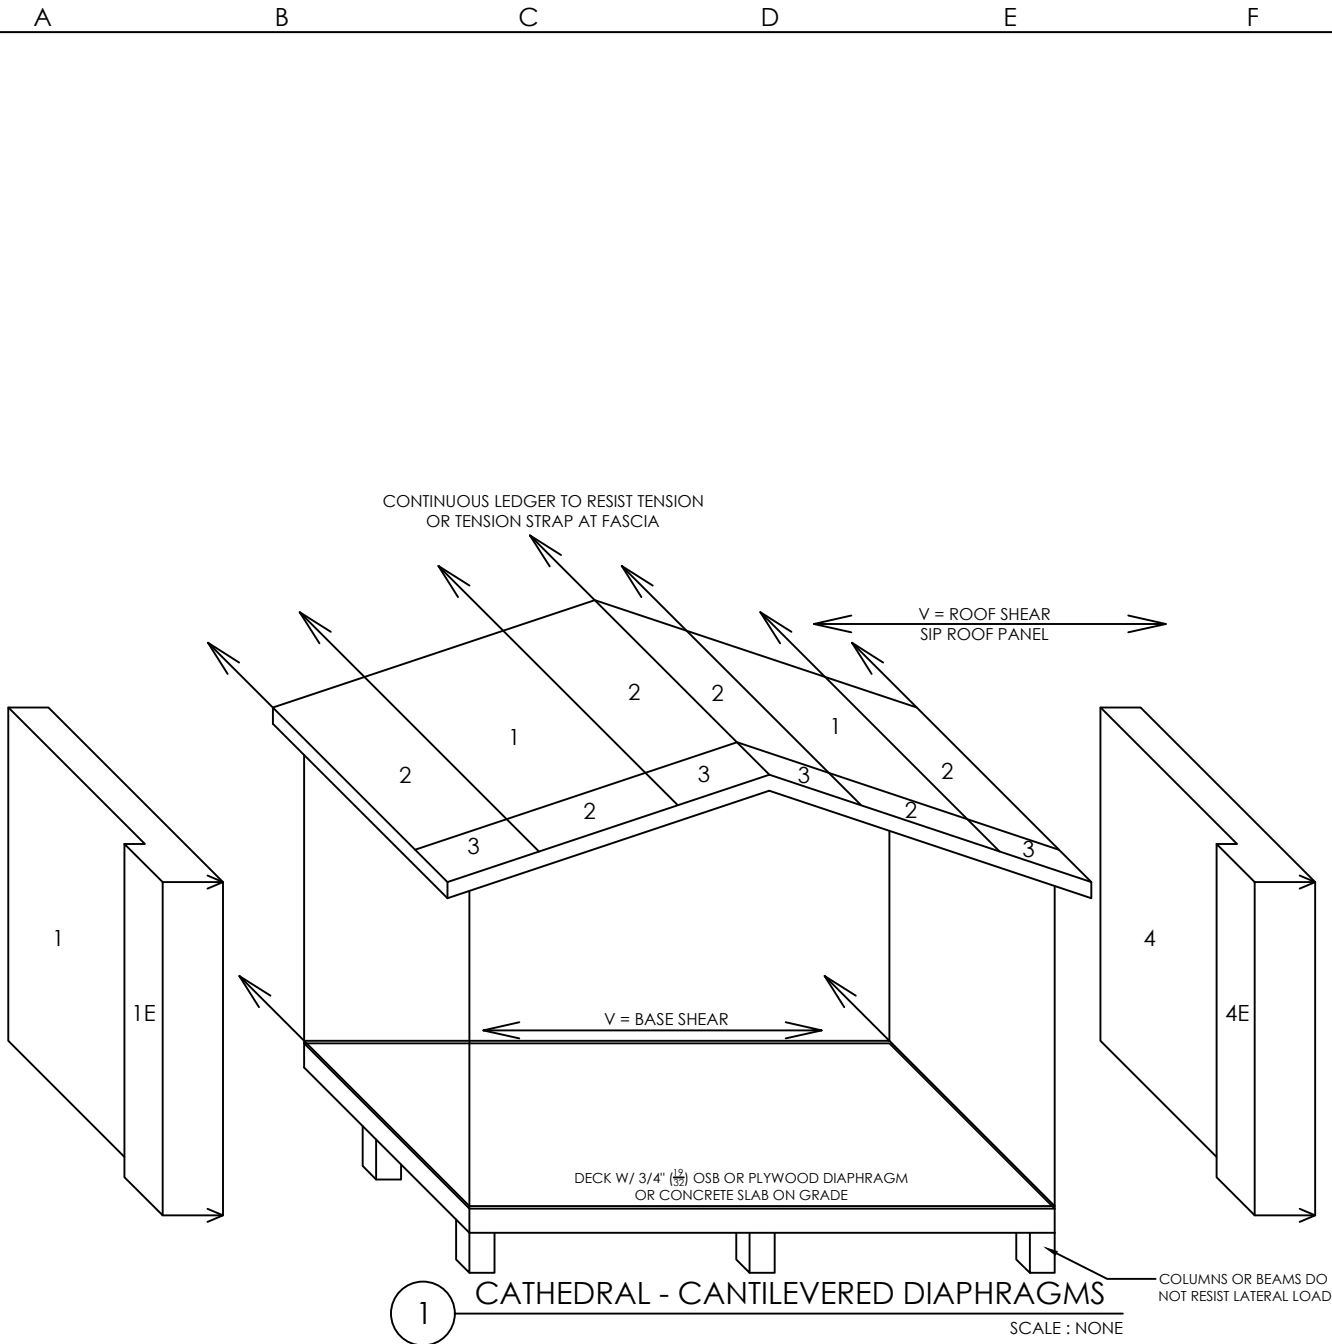 A B C D E F
CONTINUOUS LEDGER TO RESIST TENSION
OR TENSION STRAP AT FASCIA
V = ROOF SHEAR
SIP ROOF PANEL
2 2
1 1
2 2
3 3
2 2
3 3
1 4
1E 4E
V = BASE SHEAR
DECK W/ 3/4" (19/32) OSB OR PLYWOOD DIAPHRAGM
OR CONCRETE SLAB ON GRADE
COLUMNS OR BEAMS DO
NOT RESIST LATERAL LOAD
1 CATHEDRAL - CANTILEVERED DIAPHRAGMS
SCALE : NONE